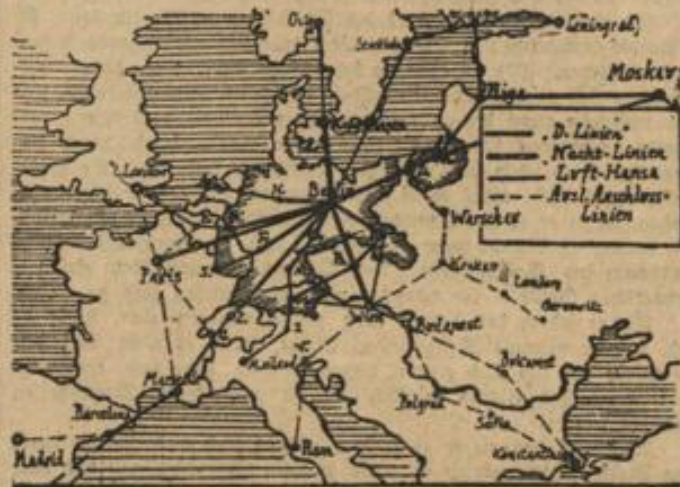 Oslo
Leningrad
Stockholm
Moskau
Riga
Kopenhagen
London
Berlin
„D. Linien“
Nacht-Linien
Luft-Hansa
Ausl. Anschluss-
Linien
Warschau
Paris
Krakau
Lemberg
Czernowitz
Wien
Budapest
Mailand
Bukarest
Marseille
Belgrad
Barcelona
Sofia
Madrid
Rom
Konstantinopel